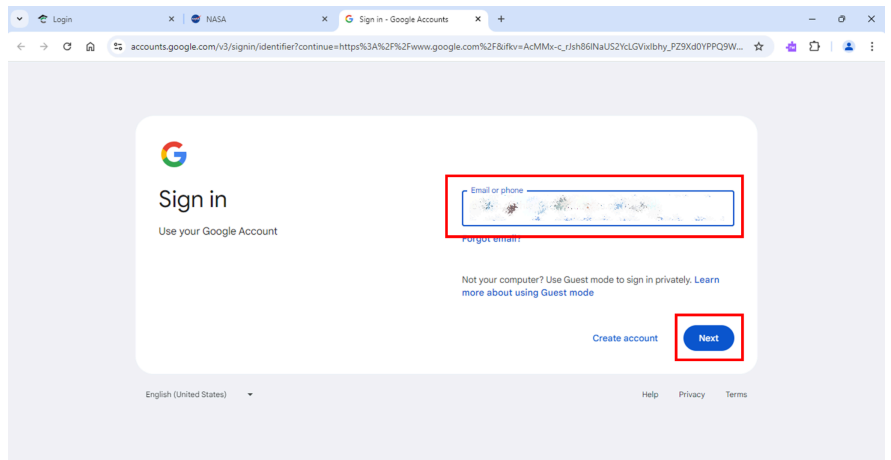 Login
NASA
Sign in - Google Accounts
accounts.google.com/v3/signin/identifier?continue=https%3A%2F%2Fwww.google.com%2F&ifkv=AcMMx-c_rJsh86lNaUS2YcLGVixlbhy_PZ9Xd0YPPQ9W...
Sign in
Use your Google Account
Email or phone
Forgot email?
Not your computer? Use Guest mode to sign in privately. Learn
more about using Guest mode
Create account
Next
English (United States)
Help Privacy Terms